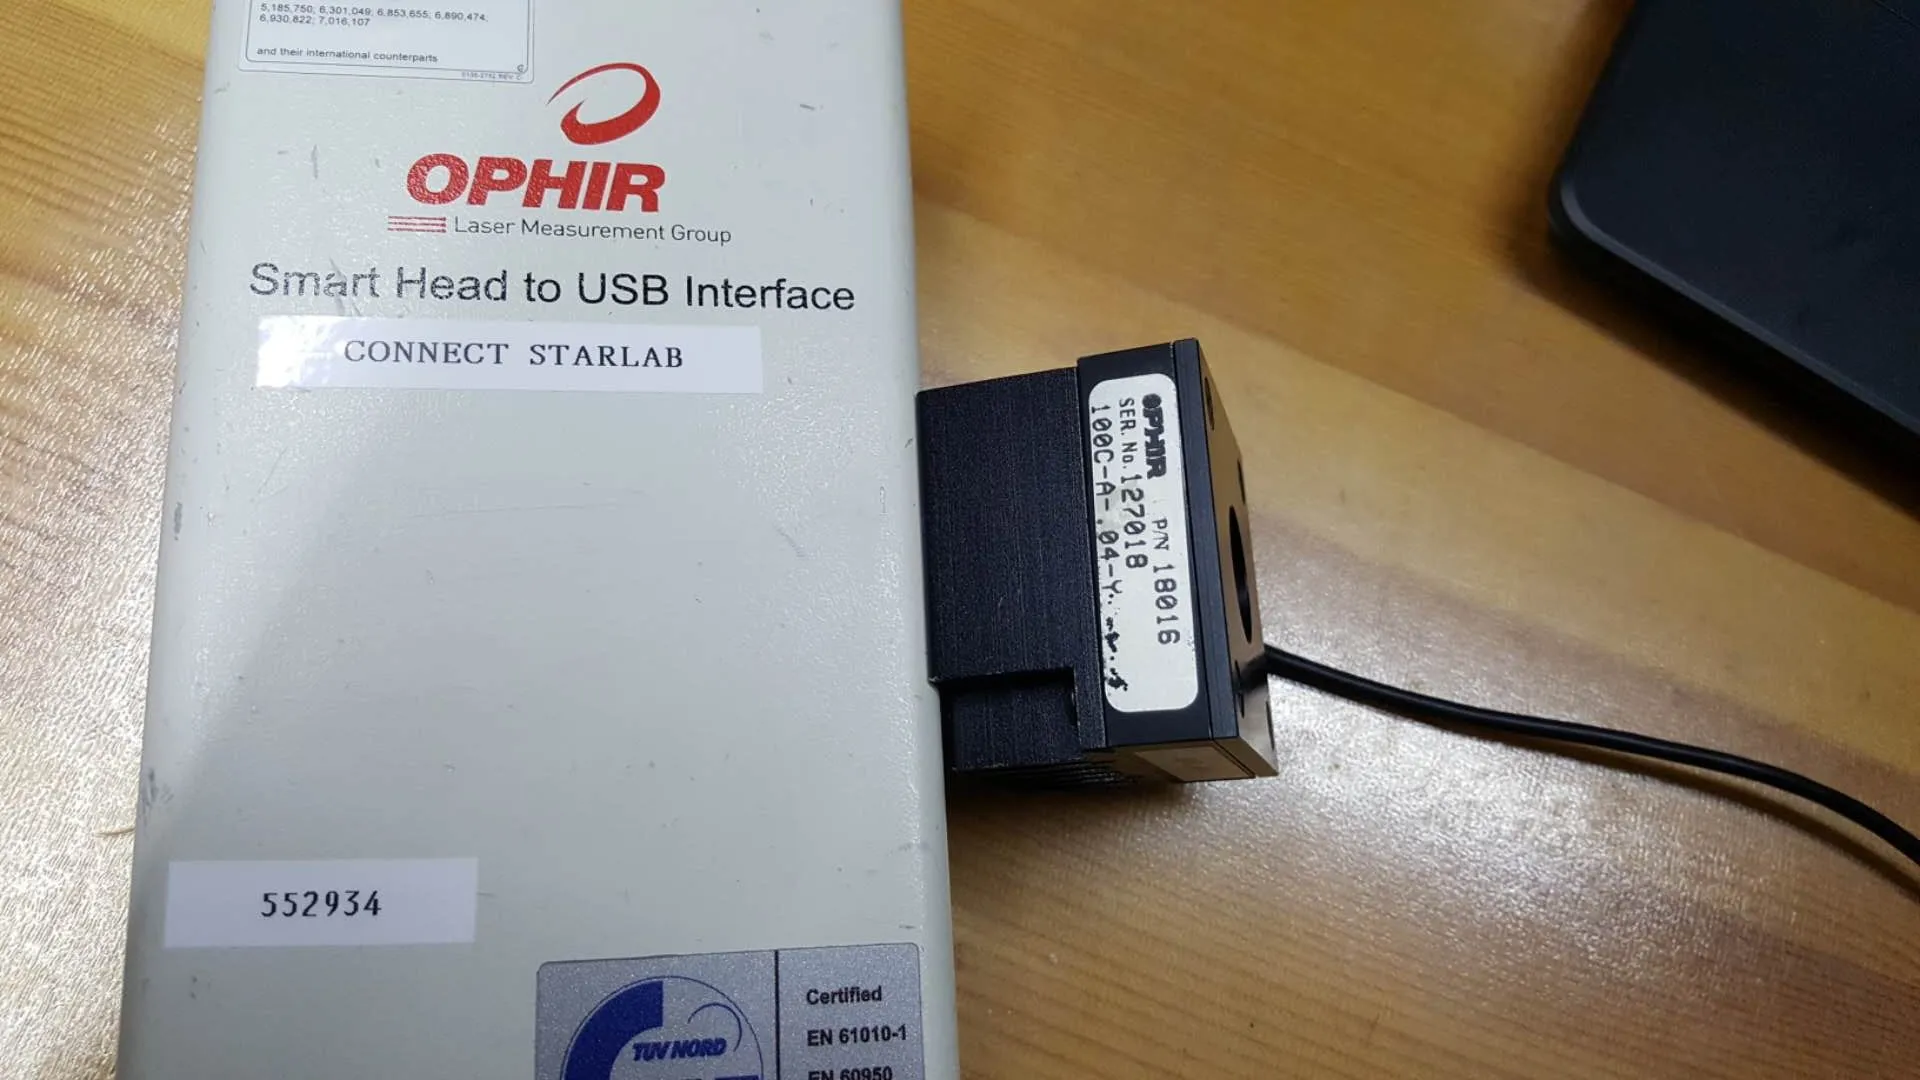 5,185,750; 6,301,049; 6,853,655; 6,890,474;
6,930,822; 7,016,107
and their international counterparts
OPHIR
Laser Measurement Group
Smart Head to USB Interface
CONNECT STARLAB
552934
TUV NORD
Certified
EN 61010-1
EN 60950
OPHIR P/N 18016
SER. No. 127018
100C-A-.04-Y